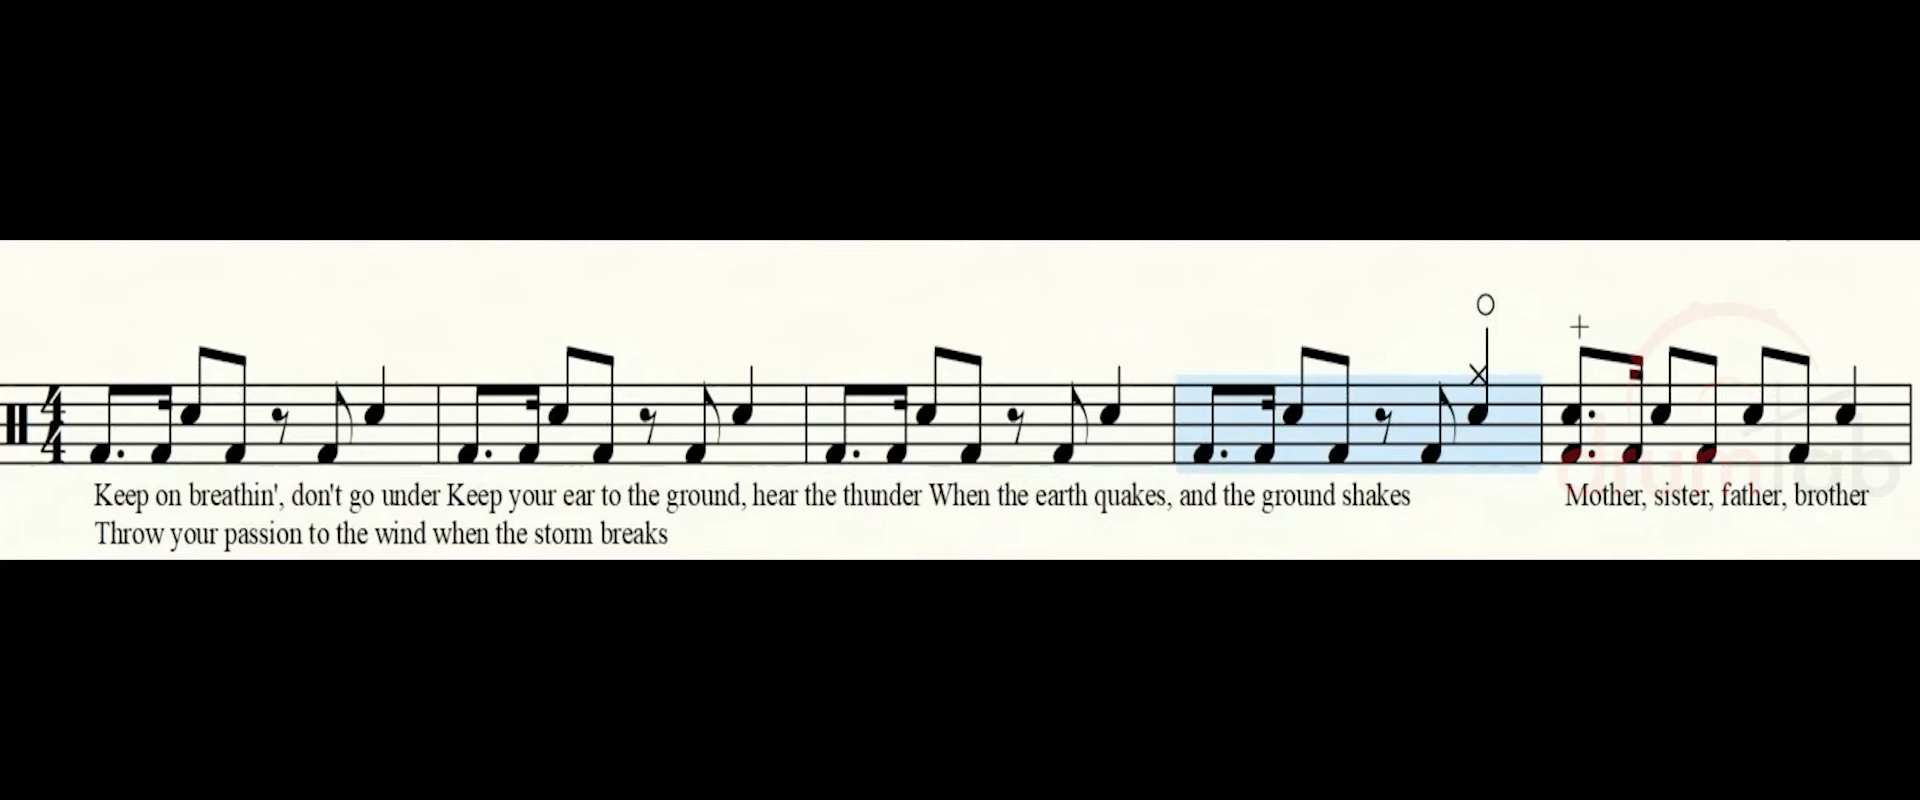 Keep on breathin', don't go under Keep your ear to the ground, hear the thunder When the earth quakes, and the ground shakes Mother, sister, father, brother
Throw your passion to the wind when the storm breaks
drumlab